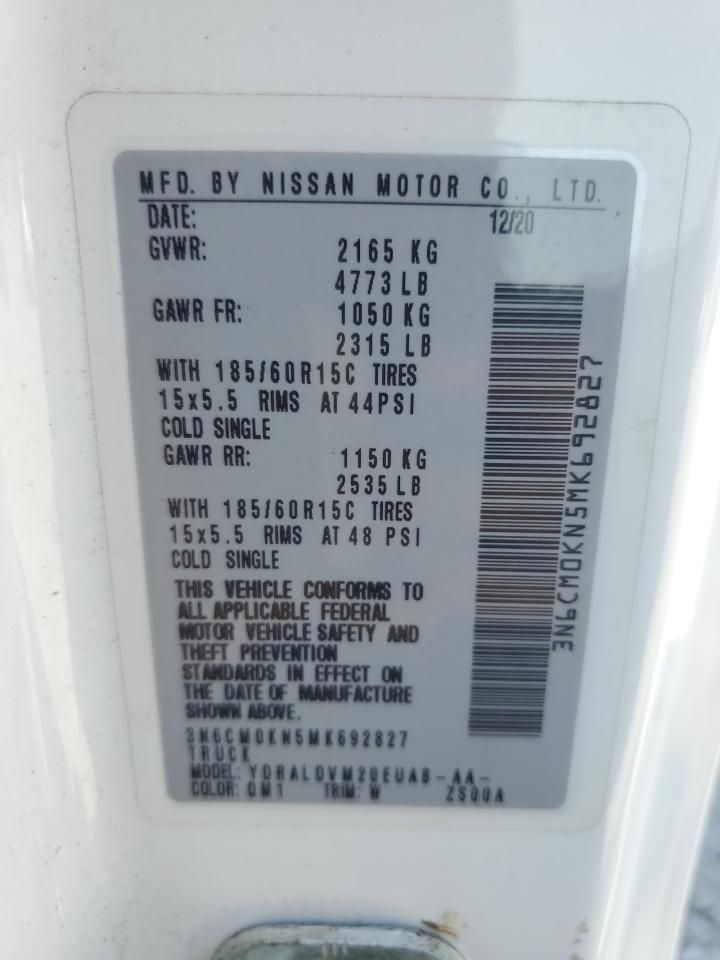 MFD. BY NISSAN MOTOR CO., LTD.
DATE: 12/20
GVWR: 2165 KG
4773 LB
GAWR FR: 1050 KG
2315 LB
WITH 185/60R15C TIRES
15x5.5 RIMS AT 44PSI
COLD SINGLE
GAWR RR: 1150 KG
2535 LB
WITH 185/60R15C TIRES
15x5.5 RIMS AT 48 PSI
COLD SINGLE
THIS VEHICLE CONFORMS TO
ALL APPLICABLE FEDERAL
MOTOR VEHICLE SAFETY AND
THEFT PREVENTION
STANDARDS IN EFFECT ON
THE DATE OF MANUFACTURE
SHOWN ABOVE.
3N6CM0KN5MK692827
TRUCK
MODEL: YDRALDVM20EUAB-AA-
COLOR: QM1 TRIM: W ZS00A
3N6CM0KN5MK692827